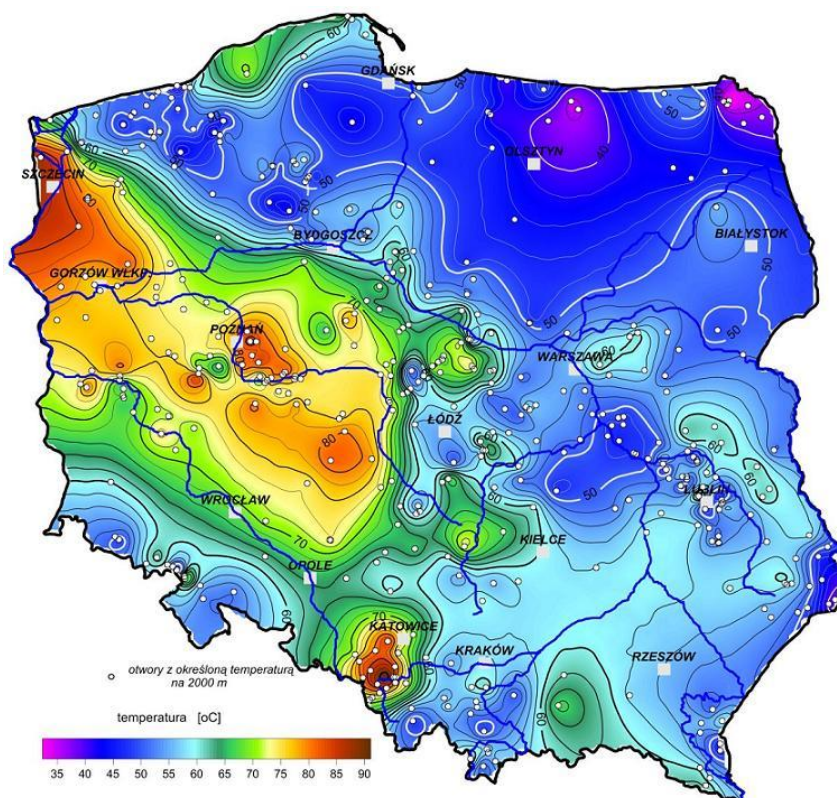 GDAŃSK
OLSZTYN
SZCZECIN
BYDGOSZCZ
BIAŁYSTOK
GORZÓW WLKP.
POZNAŃ
WARSZAWA
ŁÓDŹ
LUBLIN
WROCŁAW
KIELCE
OPOLE
KATOWICE
KRAKÓW
RZESZÓW
otwory z określoną temperaturą
na 2000 m
temperatura [oC]
35 40 45 50 55 60 65 70 75 80 85 90